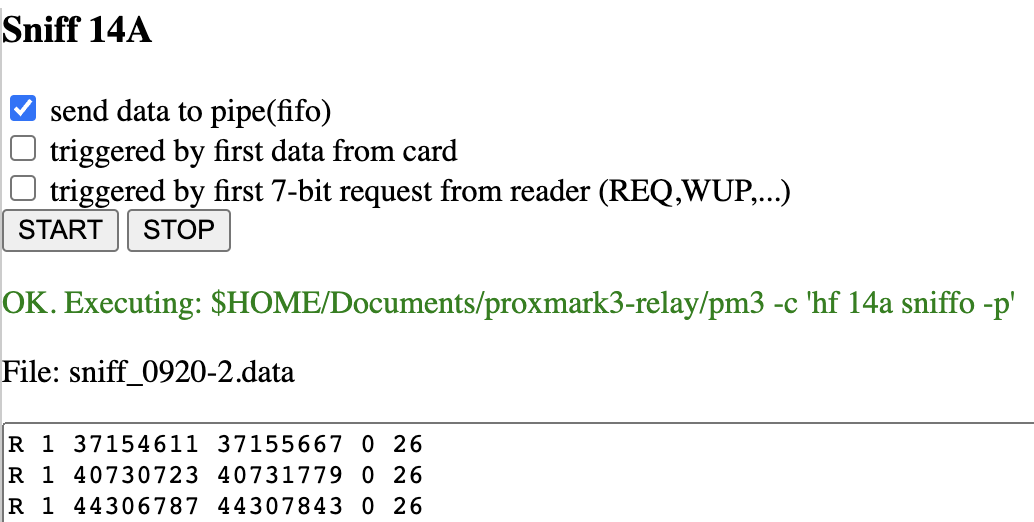 Sniff 14A
send data to pipe(fifo)
triggered by first data from card
triggered by first 7-bit request from reader (REQ,WUP,...)
START STOP
OK. Executing: $HOME/Documents/proxmark3-relay/pm3 -c 'hf 14a sniffo -p'
File: sniff_0920-2.data
R 1 37154611 37155667 0 26
R 1 40730723 40731779 0 26
R 1 44306787 44307843 0 26